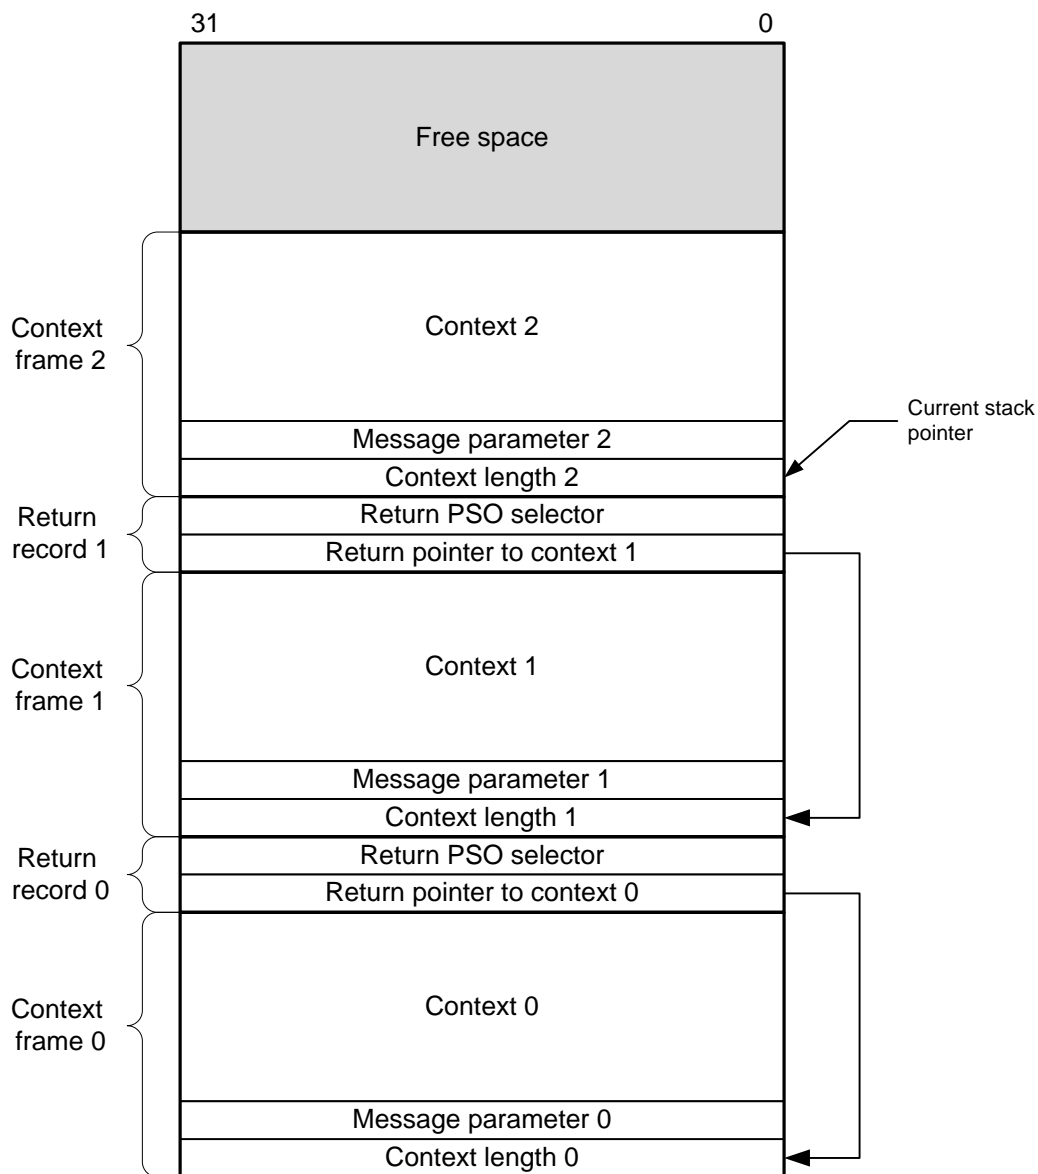 31 0
Free space
Context 2
Context
frame 2
Current stack
pointer
Message parameter 2
Context length 2
Return
record 1
Return PSO selector
Return pointer to context 1
Context 1
Context
frame 1
Message parameter 1
Context length 1
Return
record 0
Return PSO selector
Return pointer to context 0
Context 0
Context
frame 0
Message parameter 0
Context length 0